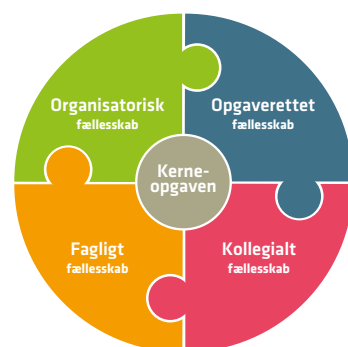 Organisatorisk
fællesskab
Opgaverettet
fællesskab
Kerne-
opgaven
Fagligt
fællesskab
Kollegialt
fællesskab